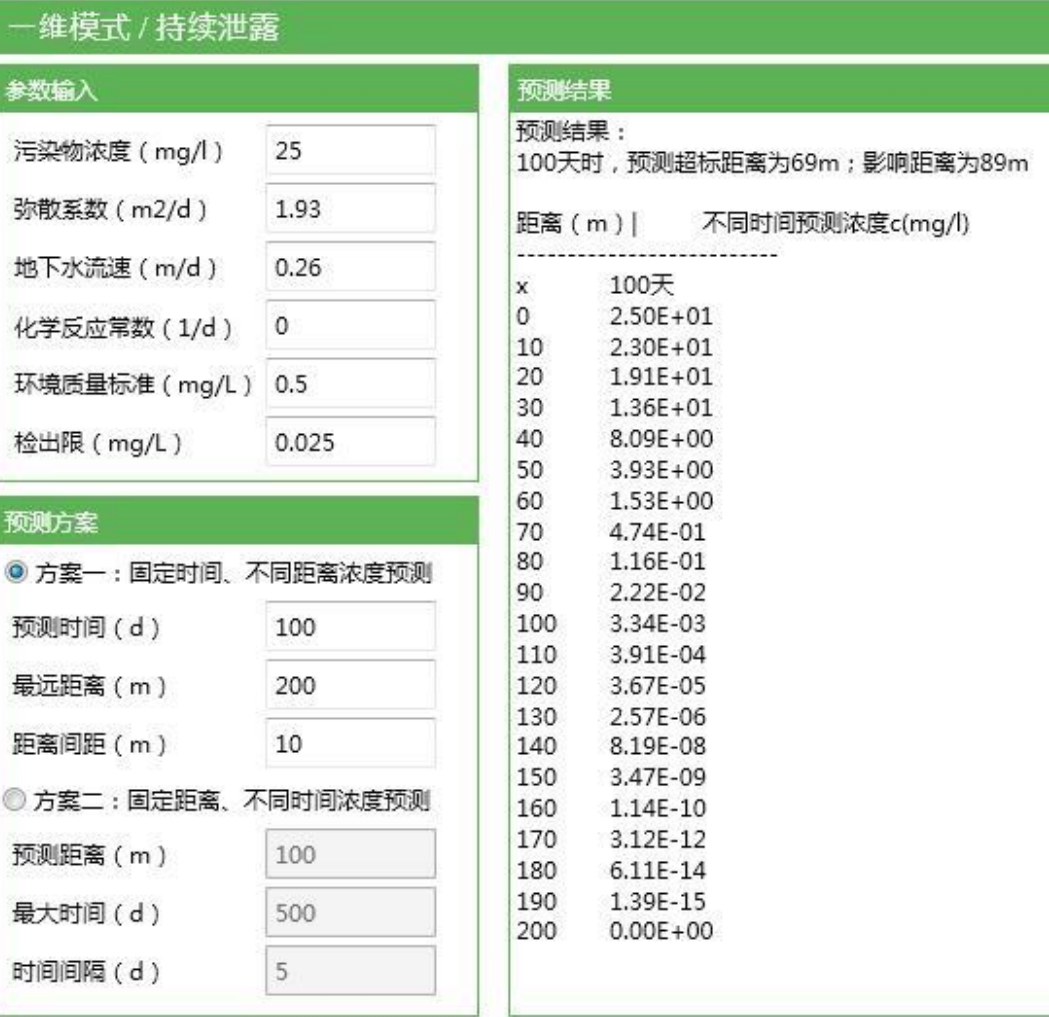 一维模式 / 持续泄露
参数输入
污染物浓度（mg/l） 25
弥散系数（m2/d） 1.93
地下水流速（m/d） 0.26
化学反应常数（1/d） 0
环境质量标准（mg/L） 0.5
检出限（mg/L） 0.025
预测方案
方案一：固定时间、不同距离浓度预测
预测时间（d） 100
最远距离（m） 200
距离间距（m） 10
方案二：固定距离、不同时间浓度预测
预测距离（m） 100
最大时间（d） 500
时间间隔（d） 5
预测结果
预测结果：
100天时，预测超标距离为69m；影响距离为89m
距离（m）| 不同时间预测浓度c(mg/l)
--------------------------
x 100天
0 2.50E+01
10 2.30E+01
20 1.91E+01
30 1.36E+01
40 8.09E+00
50 3.93E+00
60 1.53E+00
70 4.74E-01
80 1.16E-01
90 2.22E-02
100 3.34E-03
110 3.91E-04
120 3.67E-05
130 2.57E-06
140 8.19E-08
150 3.47E-09
160 1.14E-10
170 3.12E-12
180 6.11E-14
190 1.39E-15
200 0.00E+00